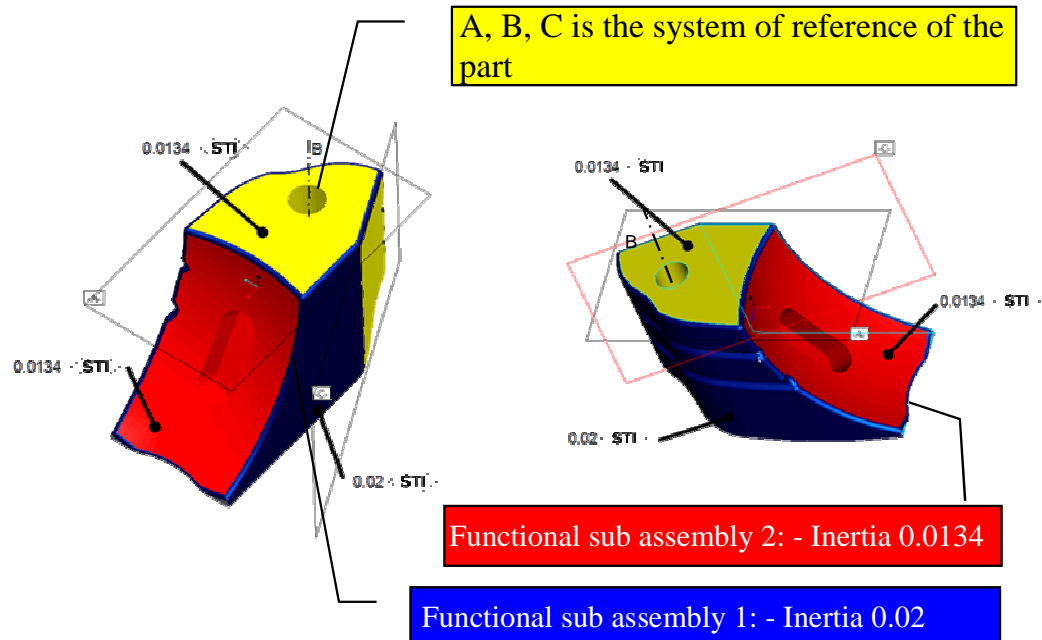 A, B, C is the system of reference of the
part
0.0134 STI
B
C
0.0134 STI
B
A
0.0134 STI
A
0.0134 STI
C
0.02 STI
0.02 STI
Functional sub assembly 2: - Inertia 0.0134
Functional sub assembly 1: - Inertia 0.02